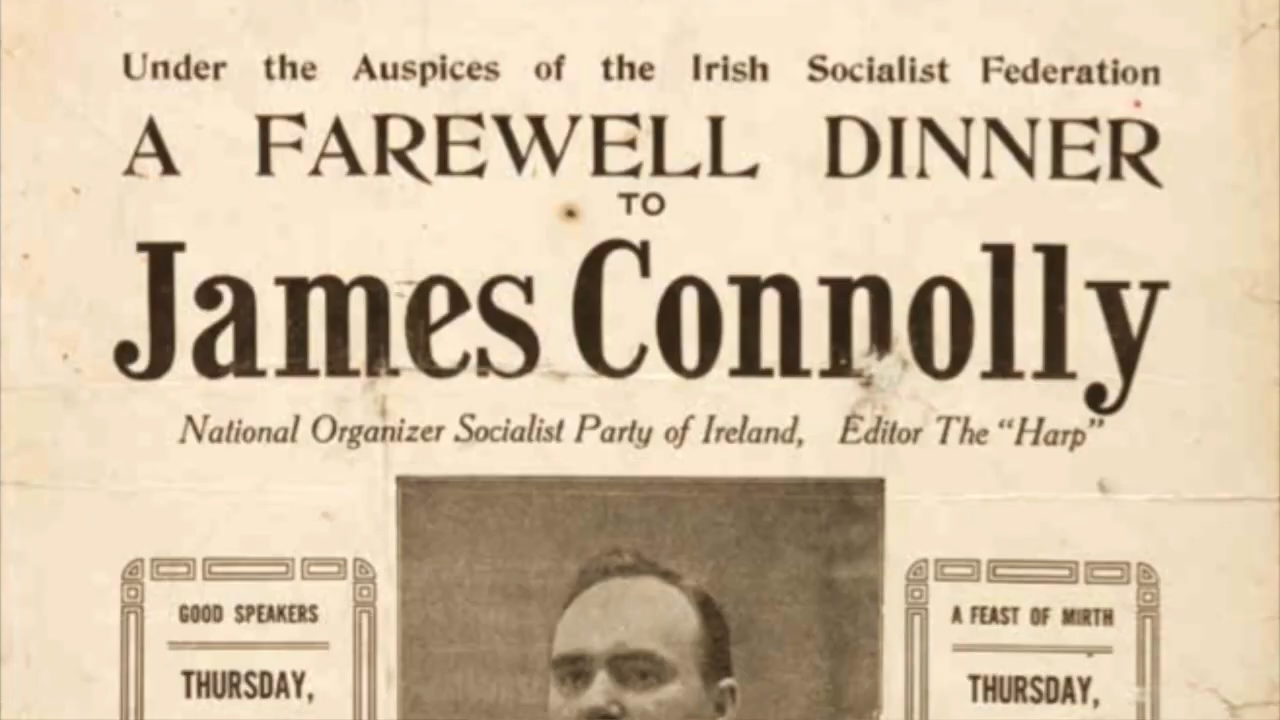 Under the Auspices of the Irish Socialist Federation
A FAREWELL DINNER
TO
James Connolly
National Organizer Socialist Party of Ireland, Editor The “Harp”
GOOD SPEAKERS
THURSDAY,
A FEAST OF MIRTH
THURSDAY,